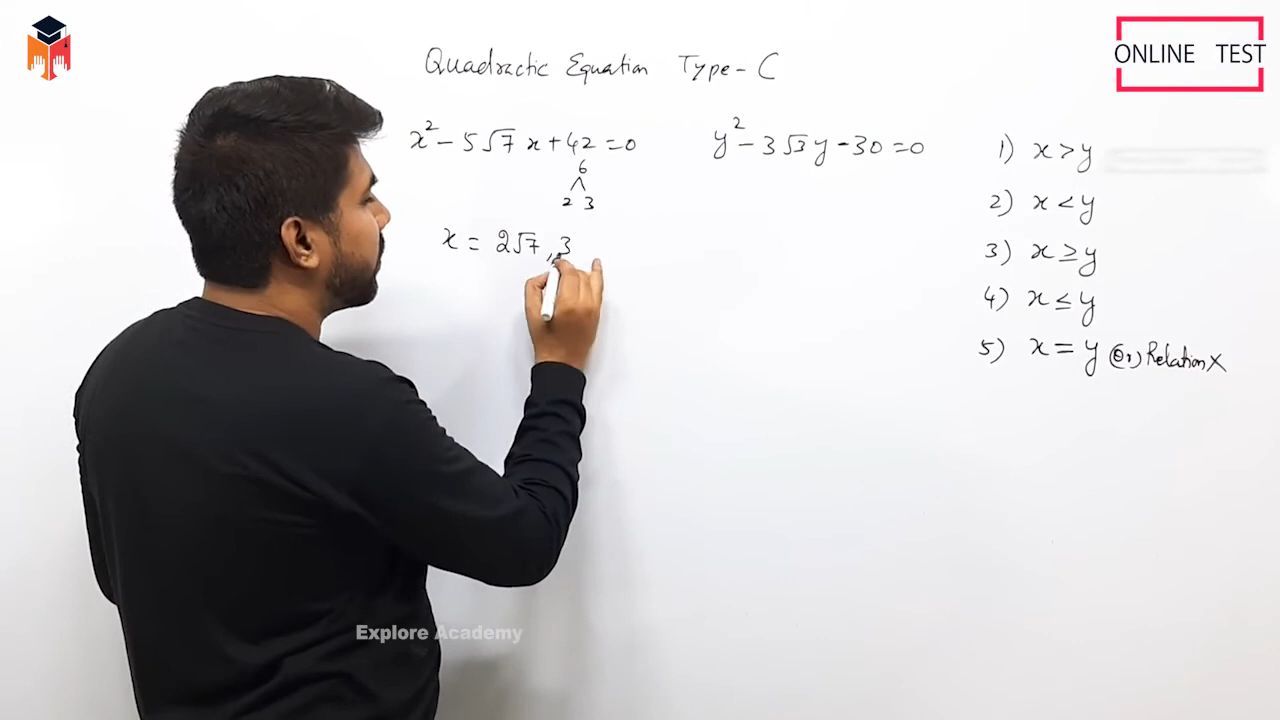 ONLINE TEST
Quadractic Equation Type-C
x² - 5√7 x + 42 = 0
y² - 3√3 y - 30 = 0
6
2 3
x = 2√7, 3
1) x > y
2) x < y
3) x ≥ y
4) x ≤ y
5) x = y (or) Relation X
Explore Academy